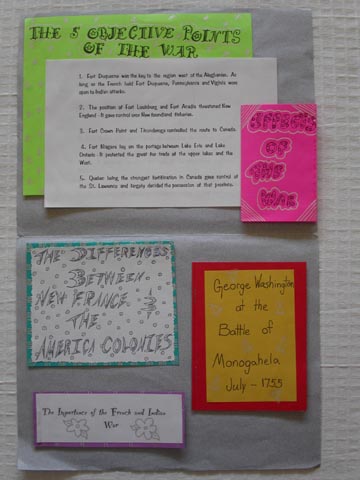 THE 5 OBJECTIVE POINTS
OF THE WAR
1. Fort Duquesne was the key to the region west of the Alleghenies. As
long as the French held Fort Duquesne, Pennsylvania and Virginia were
open to Indian attacks.
2. The position of Fort Louisburg, and Fort Acadia threatened New
England - It gave control over Newfoundland fisheries.
3. Fort Crown Point and Ticonderoga controlled the route to Canada.
4. Fort Niagara lay on the portage between Lake Erie and Lake
Ontario. It protected the great fur trade of the upper lakes and the
West.
5. Quebec being the strongest fortification in Canada gave control of
the St. Lawrence and largely decided the possession of that province.
EFFECTS
OF
THE
WAR
THE DIFFERENCES
BETWEEN
NEW FRANCE &
THE
AMERICA COLONIES
George Washington
at the
Battle of
Monogahela
July - 1755
The Importance of the French and Indian
War